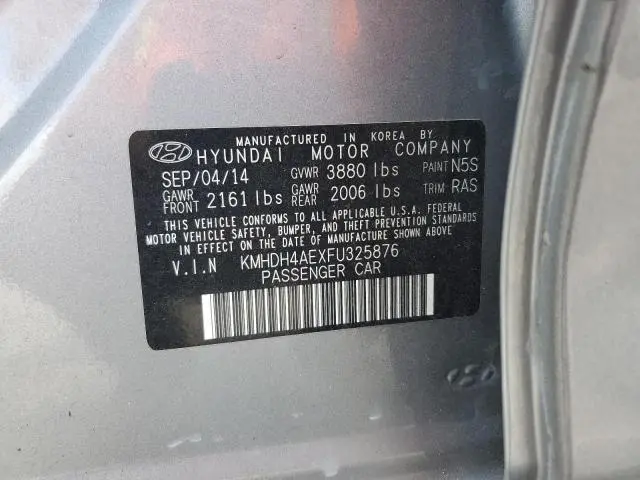 MANUFACTURED IN KOREA BY
HYUNDAI MOTOR COMPANY
SEP/04/14 GVWR 3880 lbs PAINT N5S
GAWR FRONT 2161 lbs GAWR REAR 2006 lbs TRIM: RAS
THIS VEHICLE CONFORMS TO ALL APPLICABLE U.S.A. FEDERAL
MOTOR VEHICLE SAFETY, BUMPER, AND THEFT PREVENTION STANDARDS
IN EFFECT ON THE DATE OF MANUFACTURE SHOWN ABOVE
V.I.N KMHDH4AEXFU325876
PASSENGER CAR